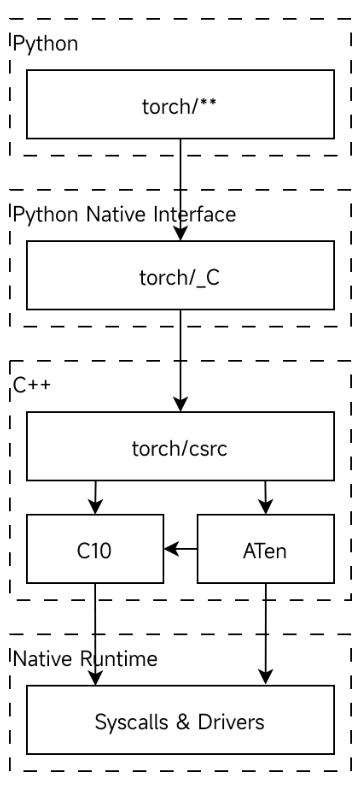 Python
torch/**
Python Native Interface
torch/_C
C++
torch/csrc
C10
ATen
Native Runtime
Syscalls & Drivers